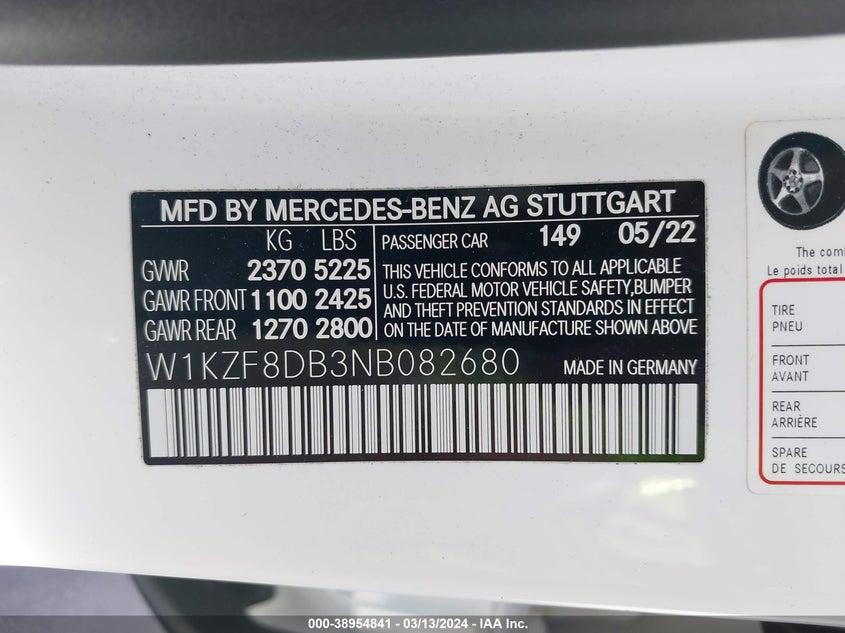 MFD BY MERCEDES-BENZ AG STUTTGART
KG LBS
GVWR 2370 5225
GAWR FRONT 1100 2425
GAWR REAR 1270 2800
PASSENGER CAR 149 05/22
THIS VEHICLE CONFORMS TO ALL APPLICABLE
U.S. FEDERAL MOTOR VEHICLE SAFETY,BUMPER
AND THEFT PREVENTION STANDARDS IN EFFECT
ON THE DATE OF MANUFACTURE SHOWN ABOVE
W1KZF8DB3NB082680
MADE IN GERMANY
The
Le poids total
TIRE
PNEU
FRONT
AVANT
REAR
ARRIÈRE
SPARE
DE SECOURS
000-38954841 - 03/13/2024 - IAA, Inc.